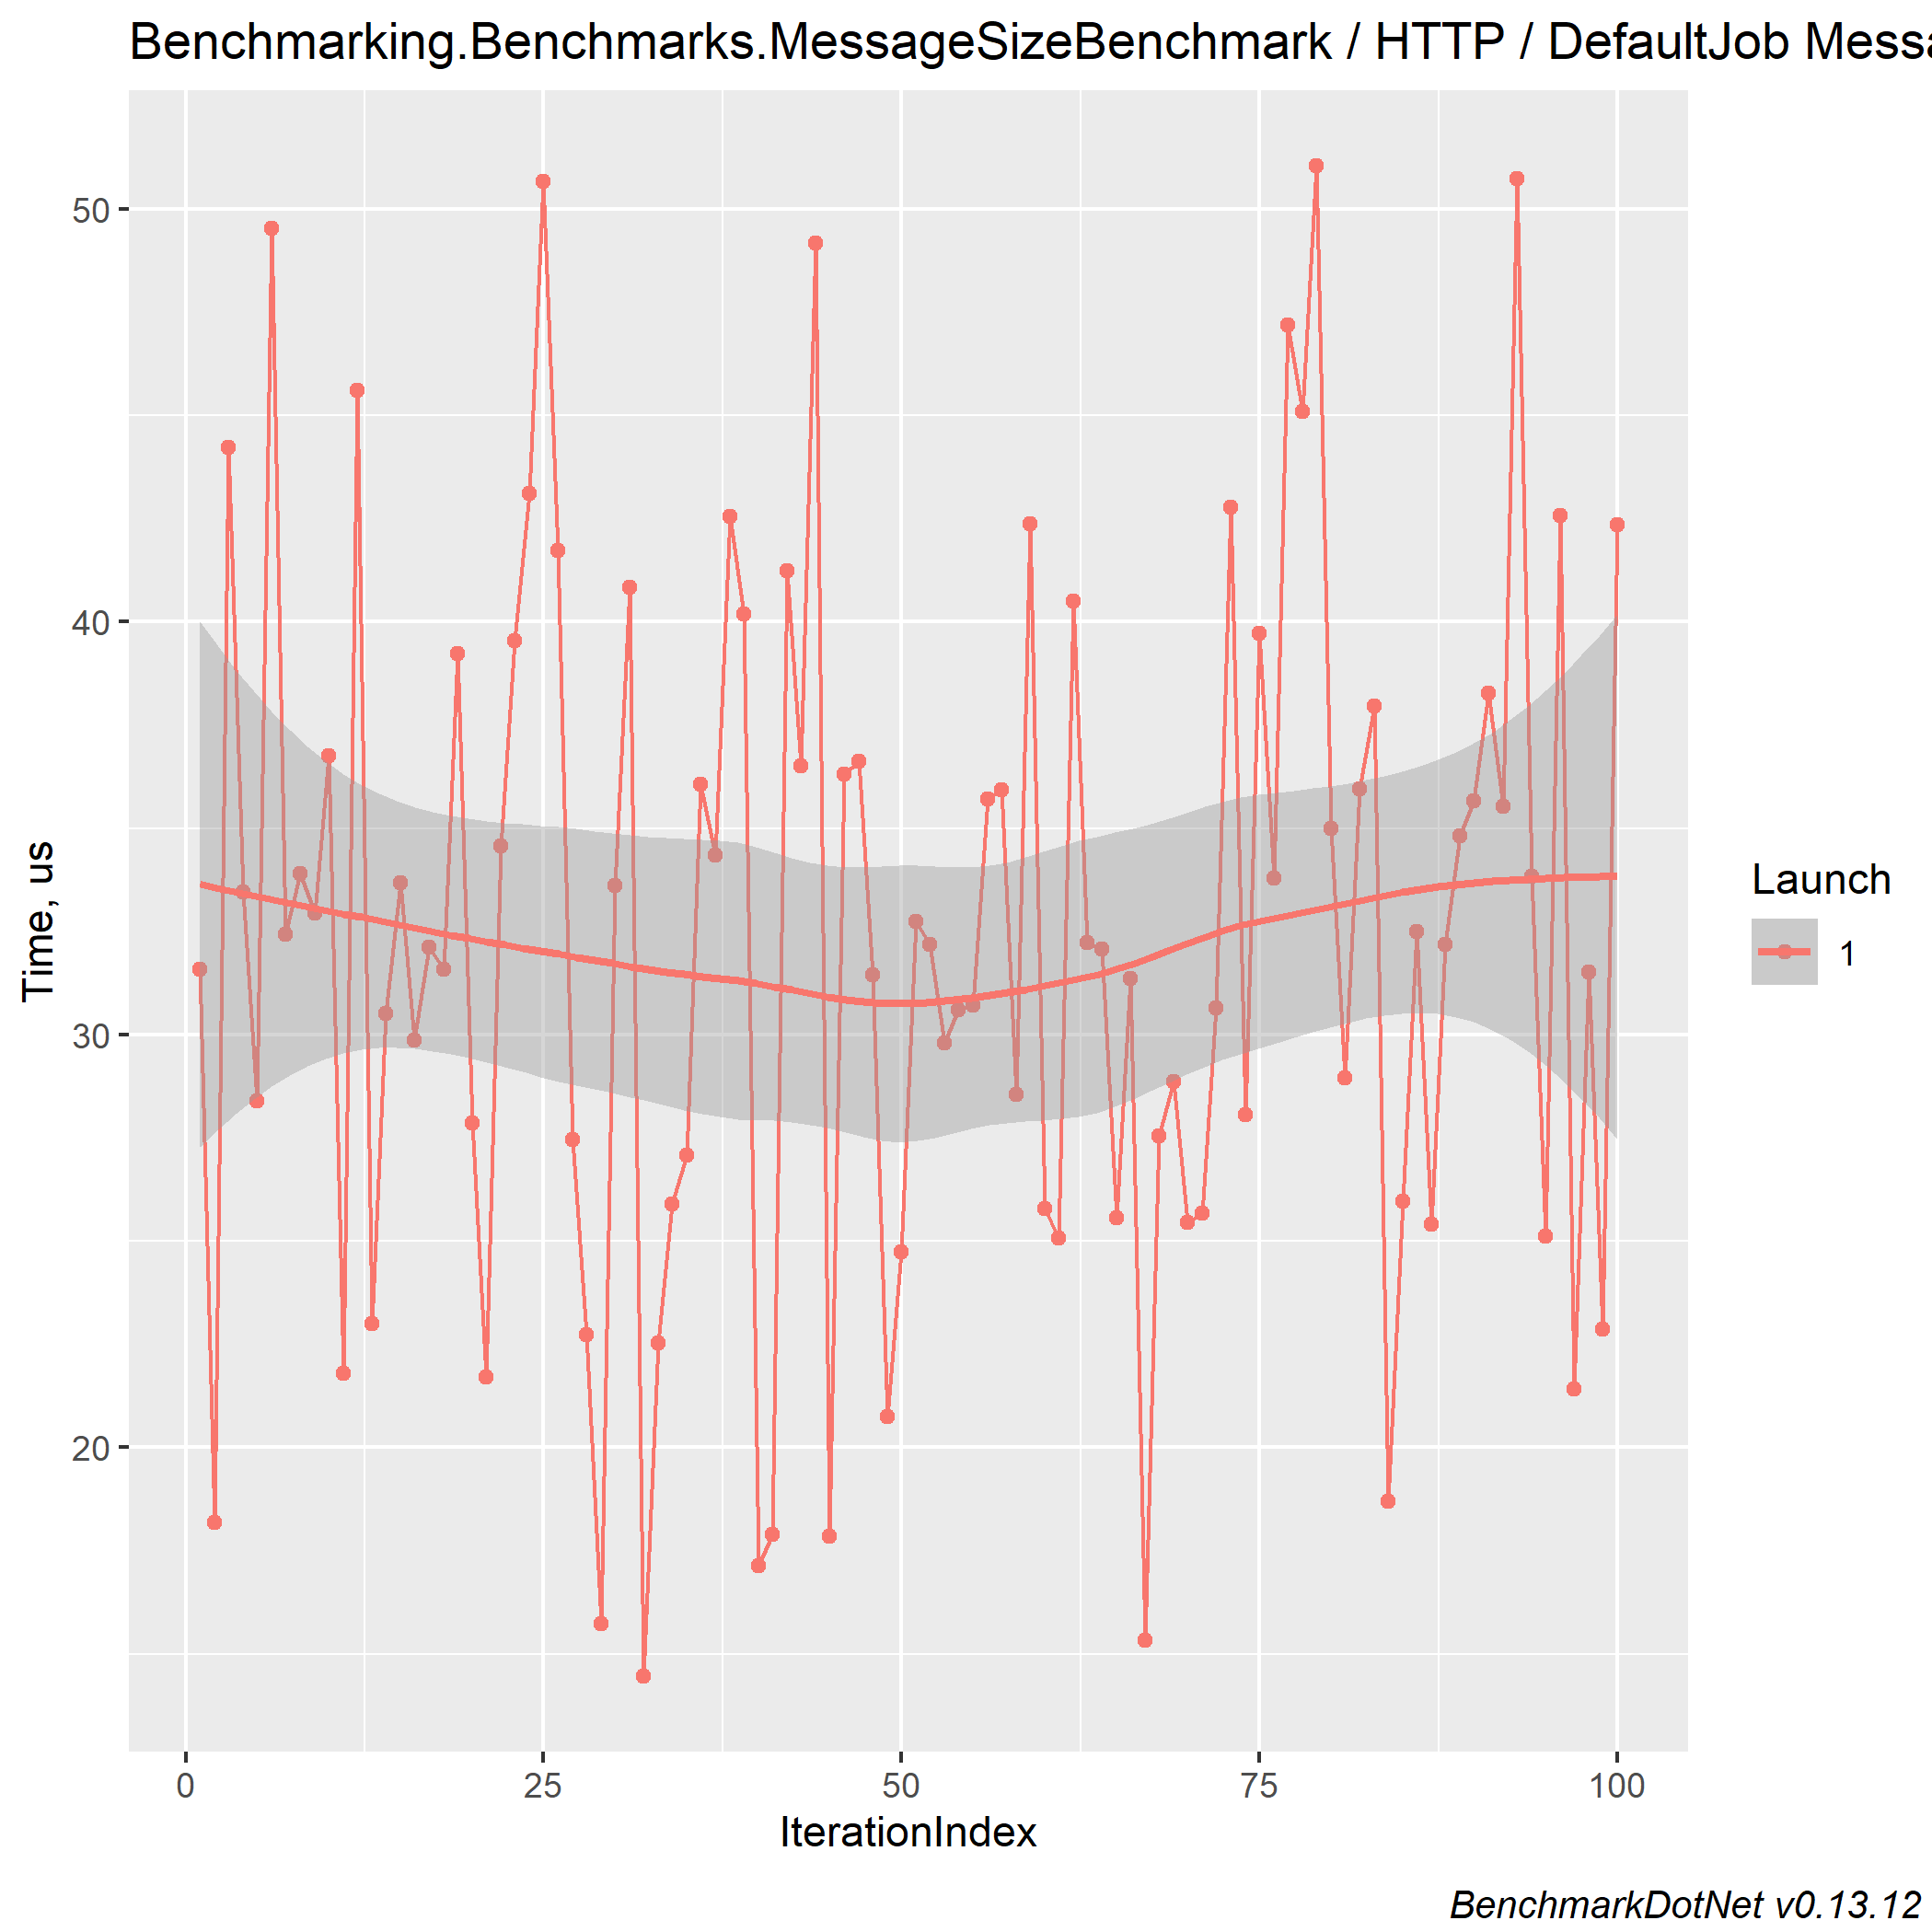 Benchmarking.Benchmarks.MessageSizeBenchmark / HTTP / DefaultJob Messa
50
40
30
20
Time, us
0 25 50 75 100
IterationIndex
Launch
1
BenchmarkDotNet v0.13.12